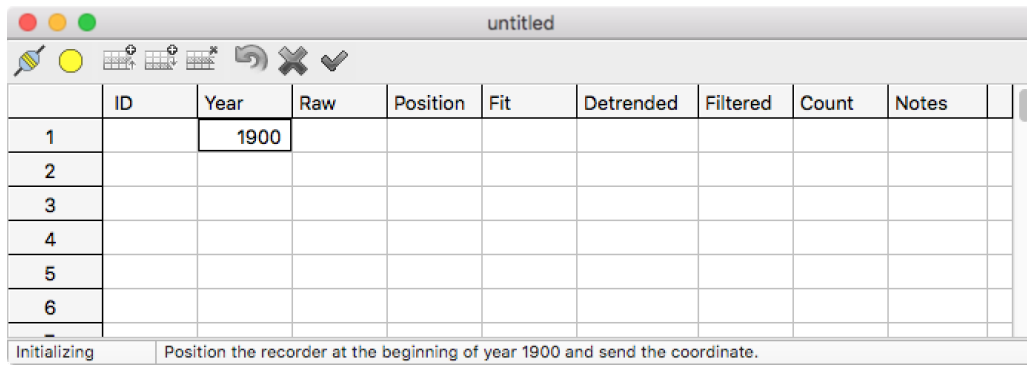 untitled
ID Year Raw Position Fit Detrended Filtered Count Notes
1 1900
2
3
4
5
6
Initializing Position the recorder at the beginning of year 1900 and send the coordinate.